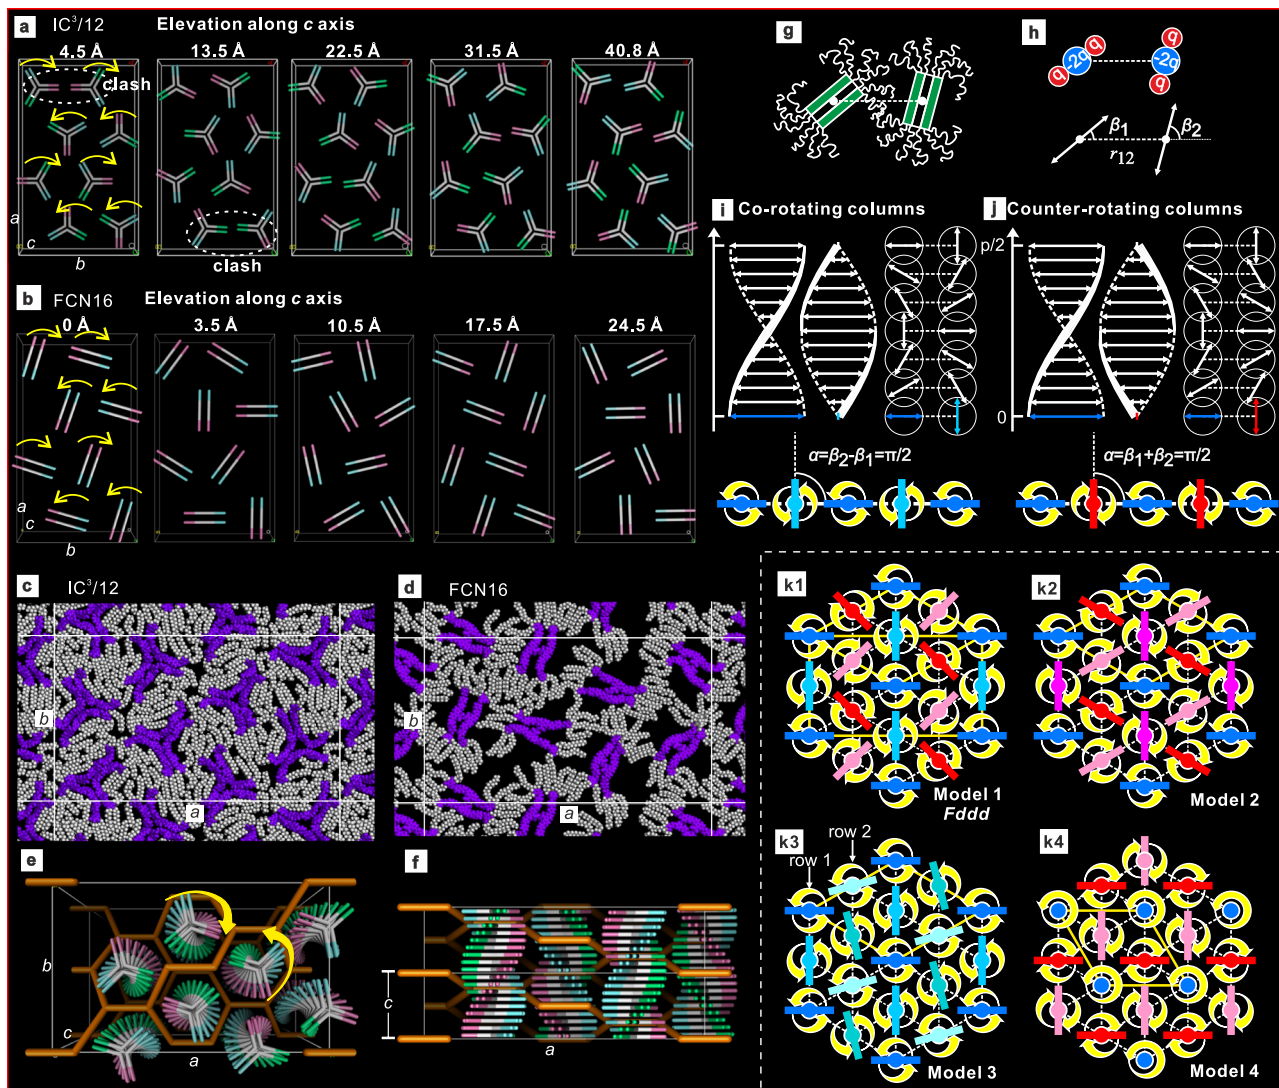 a IC³/12 Elevation along c axis
4.5 Å 13.5 Å 22.5 Å 31.5 Å 40.8 Å
clash
a
c
b
clash
b FCN16 Elevation along c axis
0 Å 3.5 Å 10.5 Å 17.5 Å 24.5 Å
a
c
b
c IC³/12
b
a
d FCN16
b
a
e
b
c
a
f
c
a
g
h
q -2q q
q -2q q
β1 β2
r12
i Co-rotating columns
α=β2-β1=π/2
j Counter-rotating columns
p/2
0
α=β1+β2=π/2
k1
Model 1
Fddd
k2
Model 2
k3
row 1
row 2
Model 3
k4
Model 4